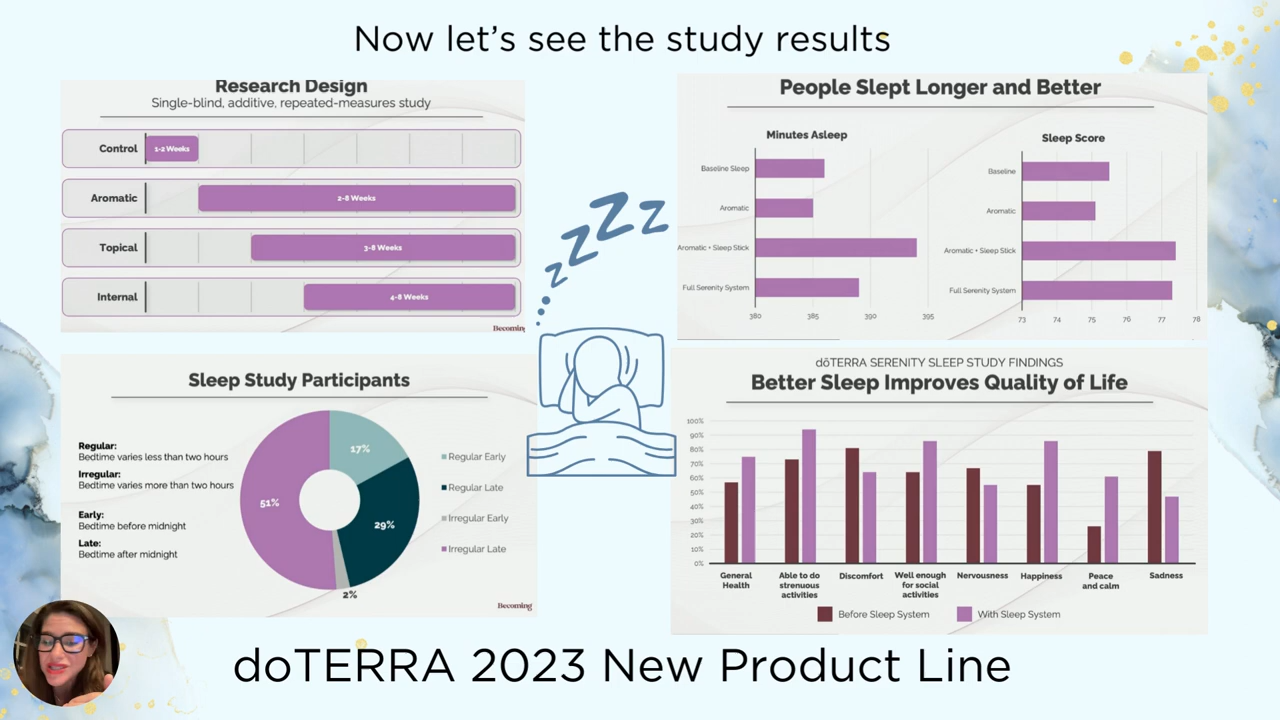 Now let's see the study results
Research Design
Single-blind, additive, repeated-measures study
Control
1-2 Weeks
Aromatic
2-8 Weeks
Topical
3-8 Weeks
Internal
4-8 Weeks
Becoming
People Slept Longer and Better
Minutes Asleep
Baseline Sleep
Aromatic
Aromatic + Sleep Stick
Full Serenity System
380 385 390 395
Sleep Score
Baseline
Aromatic
Aromatic + Sleep Stick
Full Serenity System
73 74 75 76 77 78
zzZz
Sleep Study Participants
Regular:
Bedtime varies less than two hours
Irregular:
Bedtime varies more than two hours
Early:
Bedtime before midnight
Late:
Bedtime after midnight
17%
51%
29%
2%
Regular Early
Regular Late
Irregular Early
Irregular Late
Becoming
dōTERRA SERENITY SLEEP STUDY FINDINGS
Better Sleep Improves Quality of Life
100%
90%
80%
70%
60%
50%
40%
30%
20%
10%
0%
General
Health
Able to do
strenuous
activities
Discomfort
Well enough
for social
activities
Nervousness
Happiness
Peace
and calm
Sadness
Before Sleep System
With Sleep System
doTERRA 2023 New Product Line